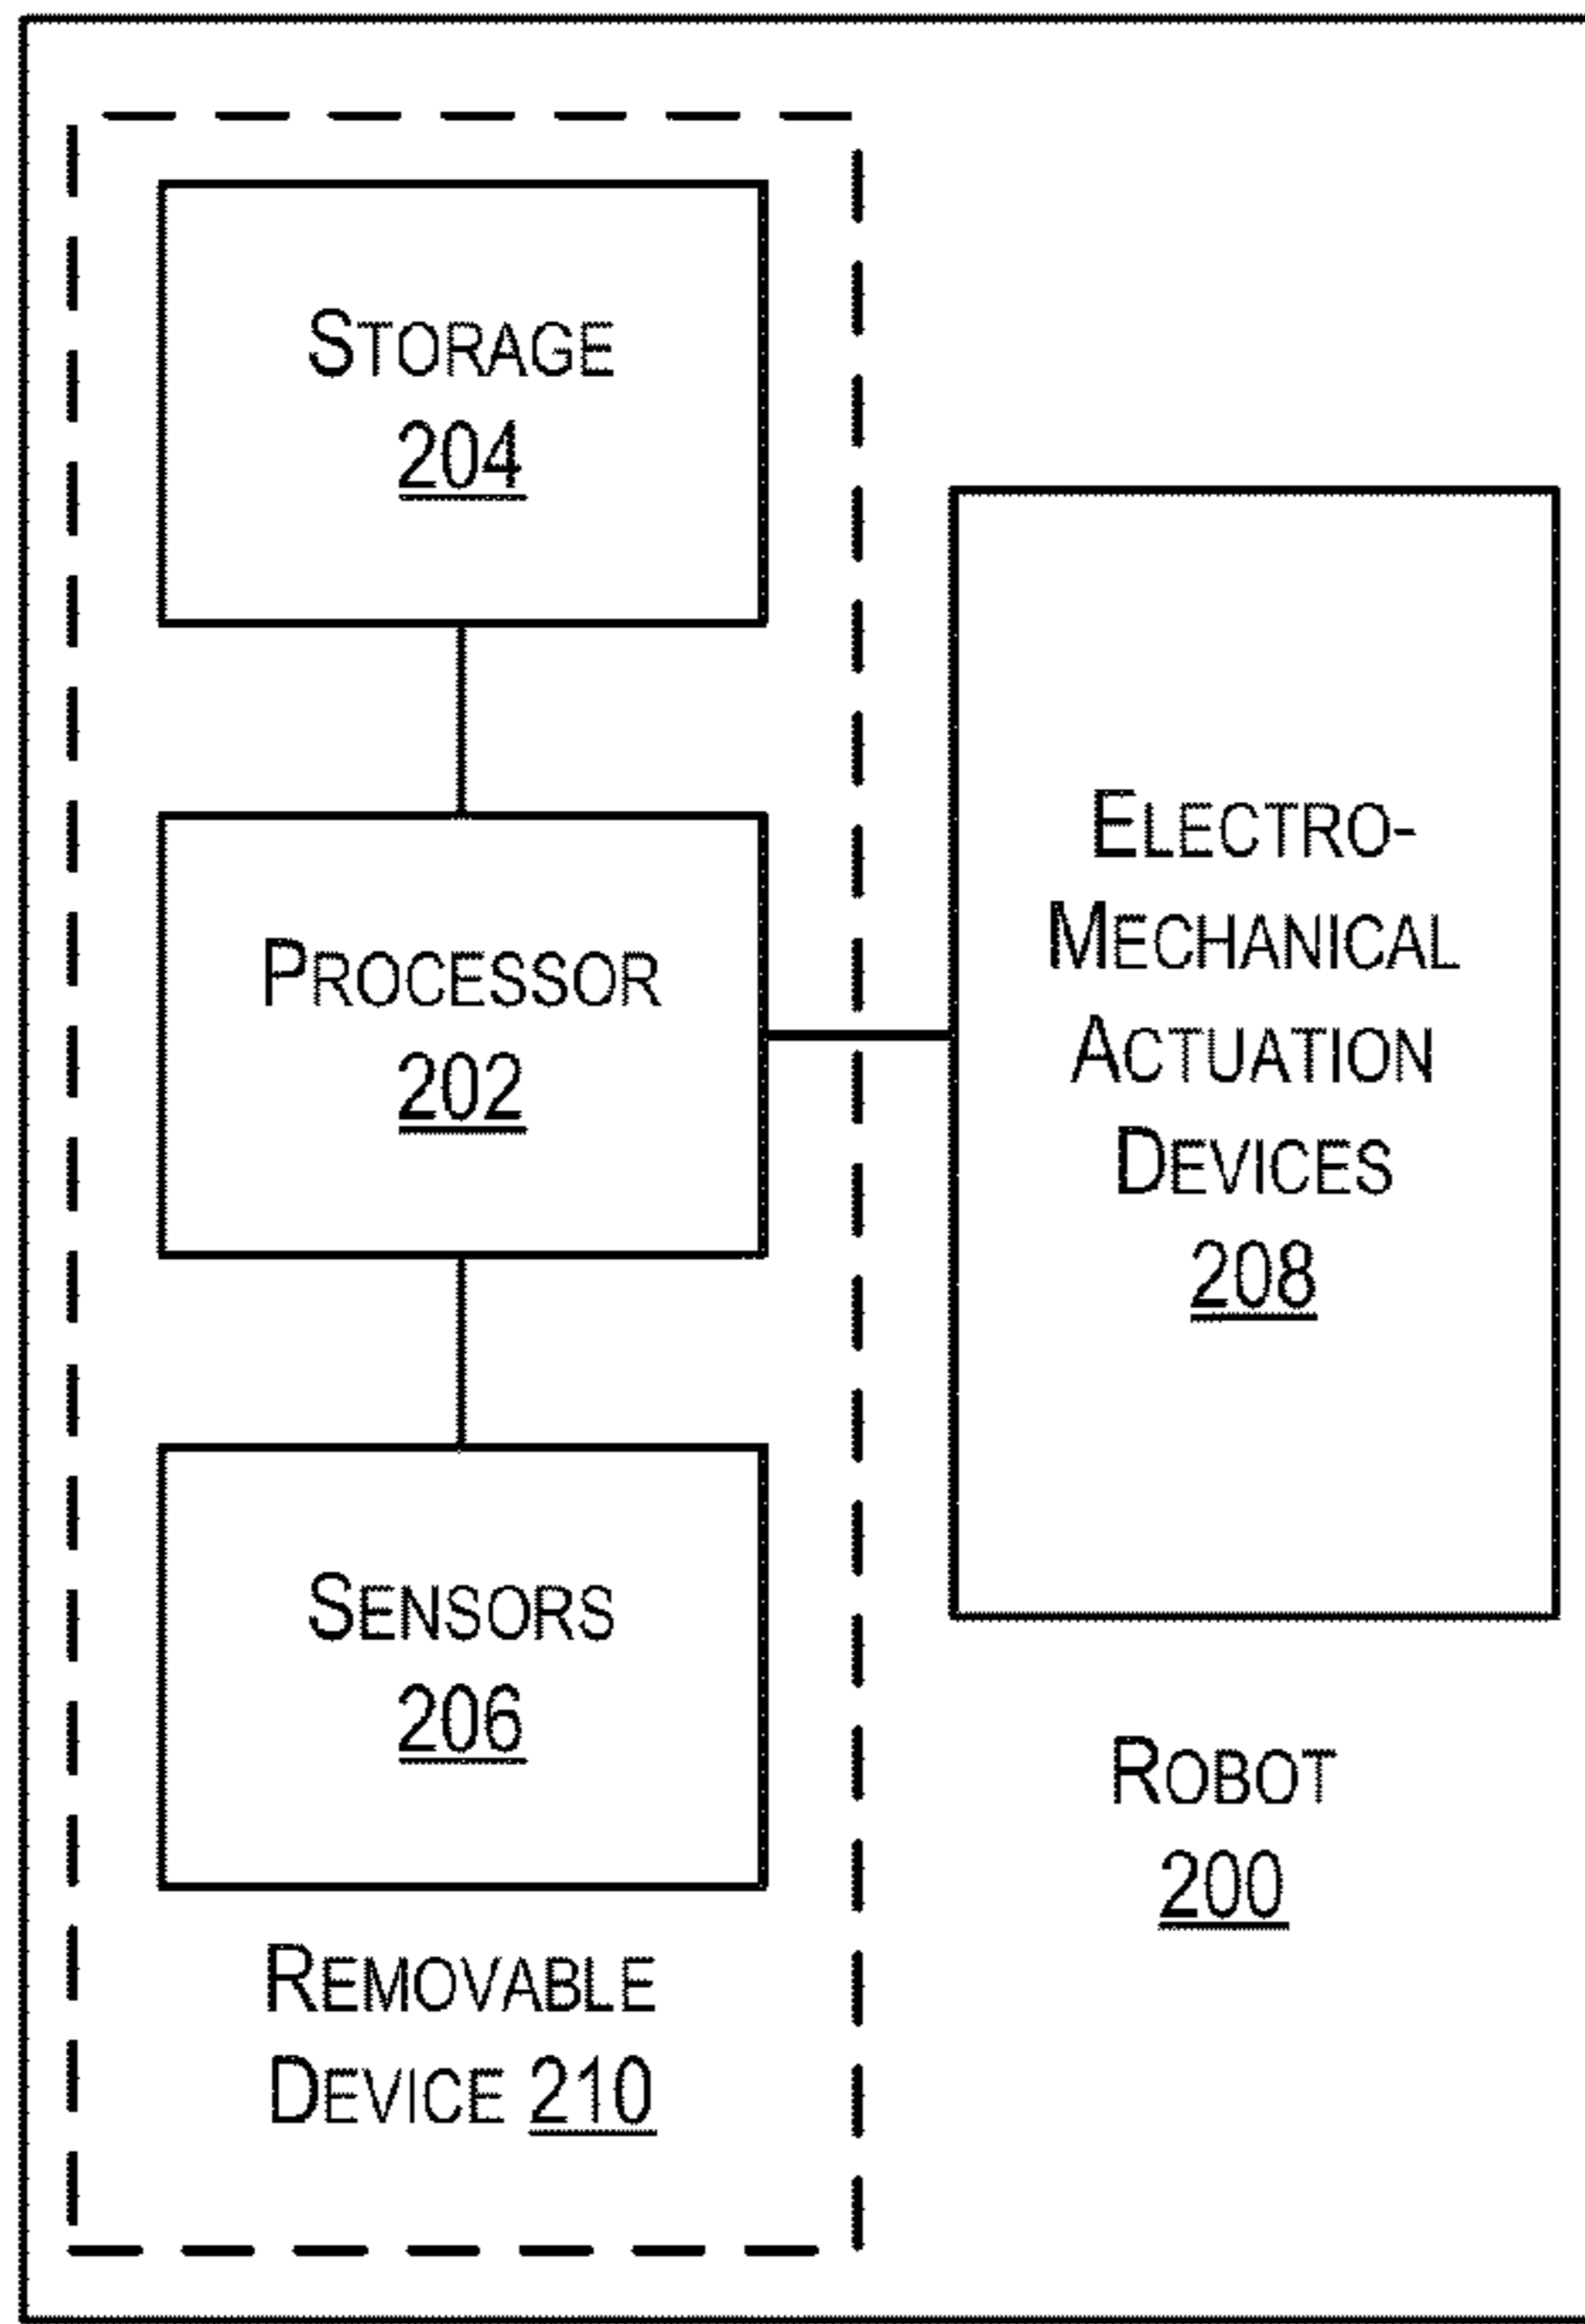 STORAGE
204
PROCESSOR
202
SENSORS
206
REMOVABLE
DEVICE 210
ELECTRO-
MECHANICAL
ACTUATION
DEVICES
208
ROBOT
200